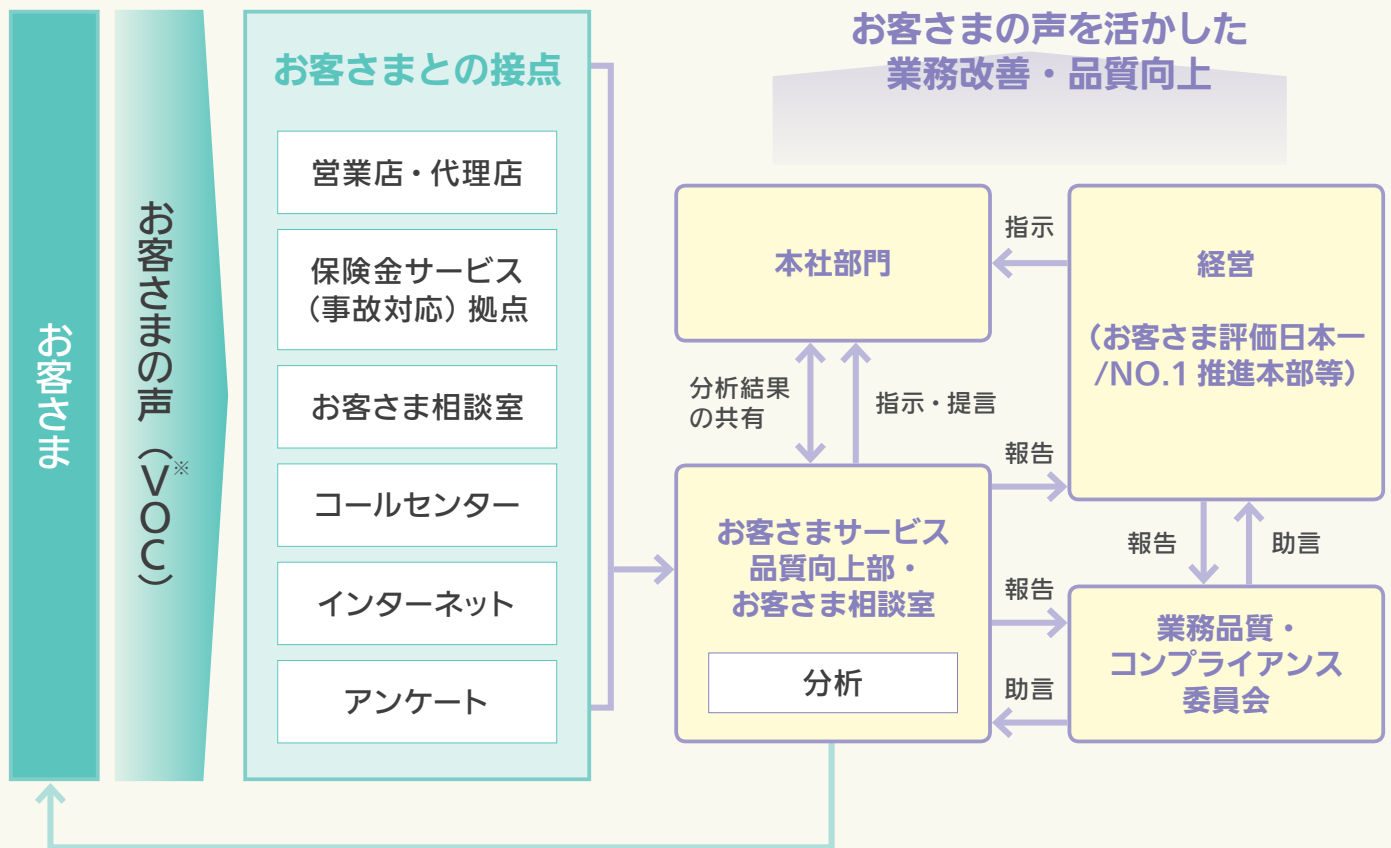 お客さま
お客さまの声（VOC※）
お客さまとの接点
営業店・代理店
保険金サービス
（事故対応）拠点
お客さま相談室
コールセンター
インターネット
アンケート
お客さまの声を活かした
業務改善・品質向上
本社部門
指示
経営
（お客さま評価日本一
/NO.1 推進本部等）
分析結果
の共有
指示・提言
報告
お客さまサービス
品質向上部・
お客さま相談室
分析
報告
助言
報告
助言
業務品質・
コンプライアンス
委員会